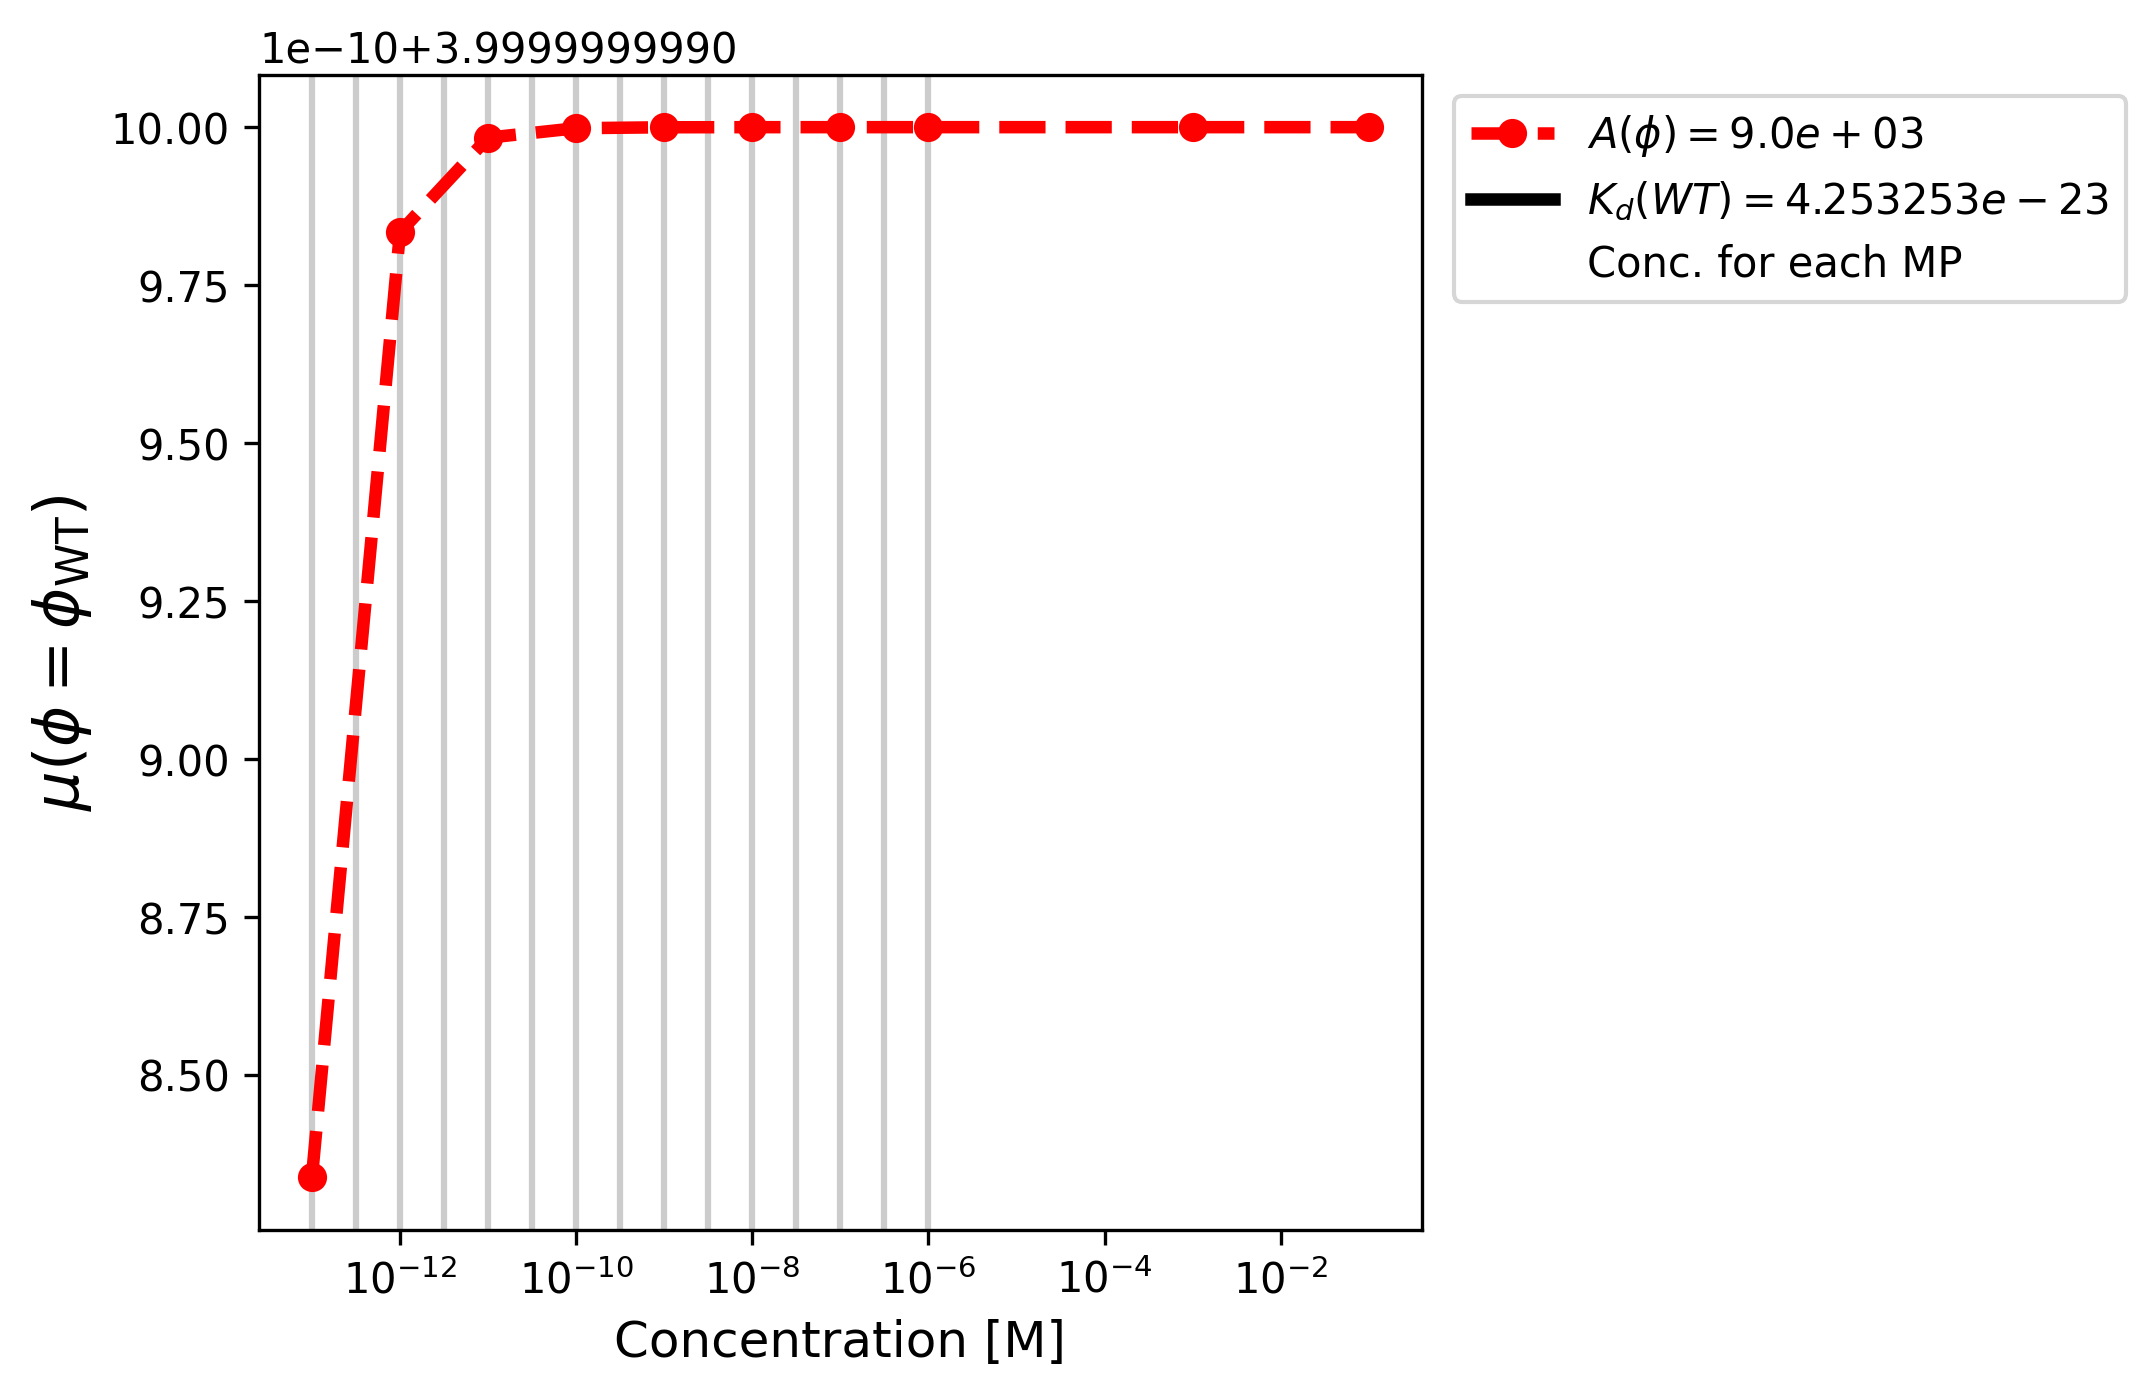 1e−10+3.9999999990
10.00
9.75
9.50
9.25
9.00
8.75
8.50
μ(ϕ = ϕ_WT)
10⁻¹² 10⁻¹⁰ 10⁻⁸ 10⁻⁶ 10⁻⁴ 10⁻²
Concentration [M]
A(ϕ) = 9.0e + 03
K_d(WT) = 4.253253e − 23
Conc. for each MP